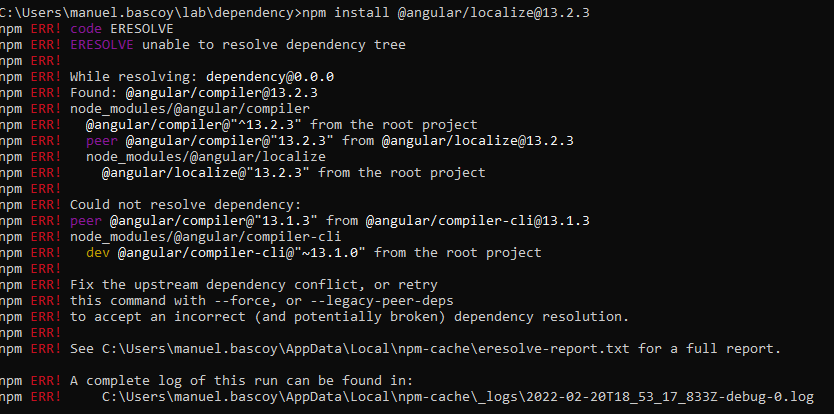 C:\Users\manuel.bascoy\lab\dependency>npm install @angular/localize@13.2.3
npm ERR! code ERESOLVE
npm ERR! ERESOLVE unable to resolve dependency tree
npm ERR!
npm ERR! While resolving: dependency@0.0.0
npm ERR! Found: @angular/compiler@13.2.3
npm ERR! node_modules/@angular/compiler
npm ERR!   @angular/compiler@"^13.2.3" from the root project
npm ERR!   peer @angular/compiler@"13.2.3" from @angular/localize@13.2.3
npm ERR!   node_modules/@angular/localize
npm ERR!     @angular/localize@"13.2.3" from the root project
npm ERR!
npm ERR! Could not resolve dependency:
npm ERR! peer @angular/compiler@"13.1.3" from @angular/compiler-cli@13.1.3
npm ERR! node_modules/@angular/compiler-cli
npm ERR!   dev @angular/compiler-cli@"~13.1.0" from the root project
npm ERR!
npm ERR! Fix the upstream dependency conflict, or retry
npm ERR! this command with --force, or --legacy-peer-deps
npm ERR! to accept an incorrect (and potentially broken) dependency resolution.
npm ERR!
npm ERR! See C:\Users\manuel.bascoy\AppData\Local\npm-cache\eresolve-report.txt for a full report.
npm ERR! A complete log of this run can be found in:
npm ERR!     C:\Users\manuel.bascoy\AppData\Local\npm-cache\_logs\2022-02-20T18_53_17_833Z-debug-0.log